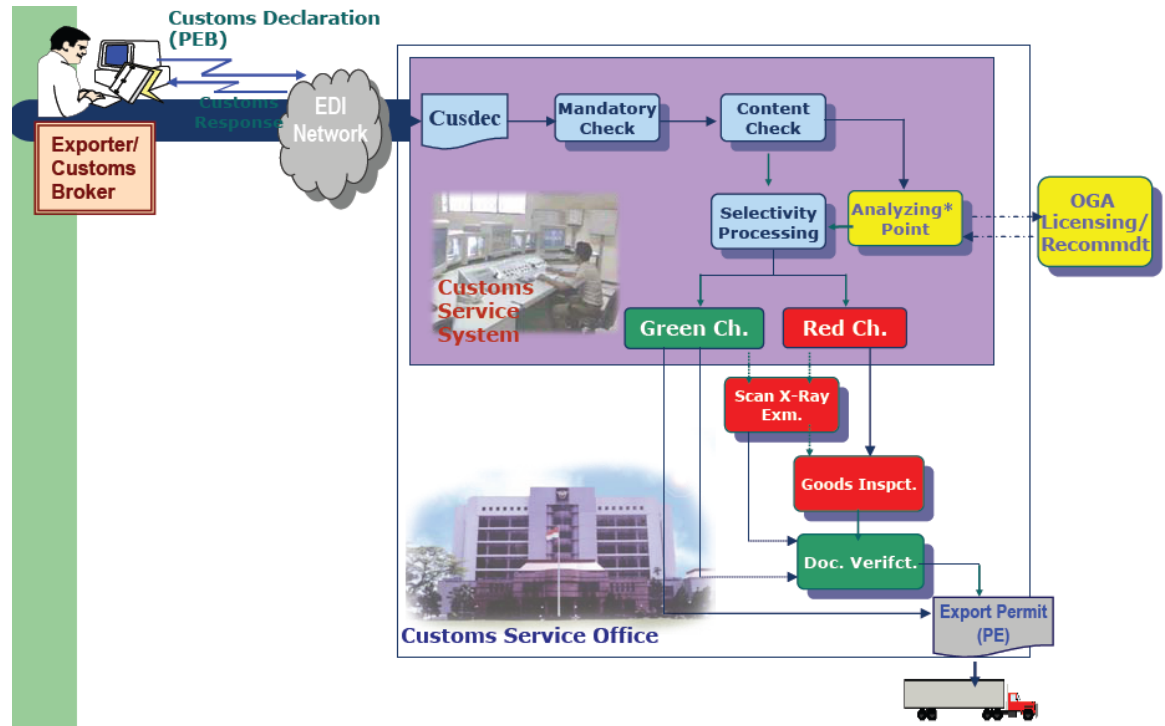 Customs Declaration
(PEB)
Customs
Response
EDI
Network
Exporter/
Customs
Broker
Cusdec
Mandatory
Check
Content
Check
Selectivity
Processing
Analyzing*
Point
OGA
Licensing/
Recommdt
Customs
Service
System
Green Ch.
Red Ch.
Scan X-Ray
Exm.
Goods Inspct.
Doc. Verifct.
Customs Service Office
Export Permit
(PE)